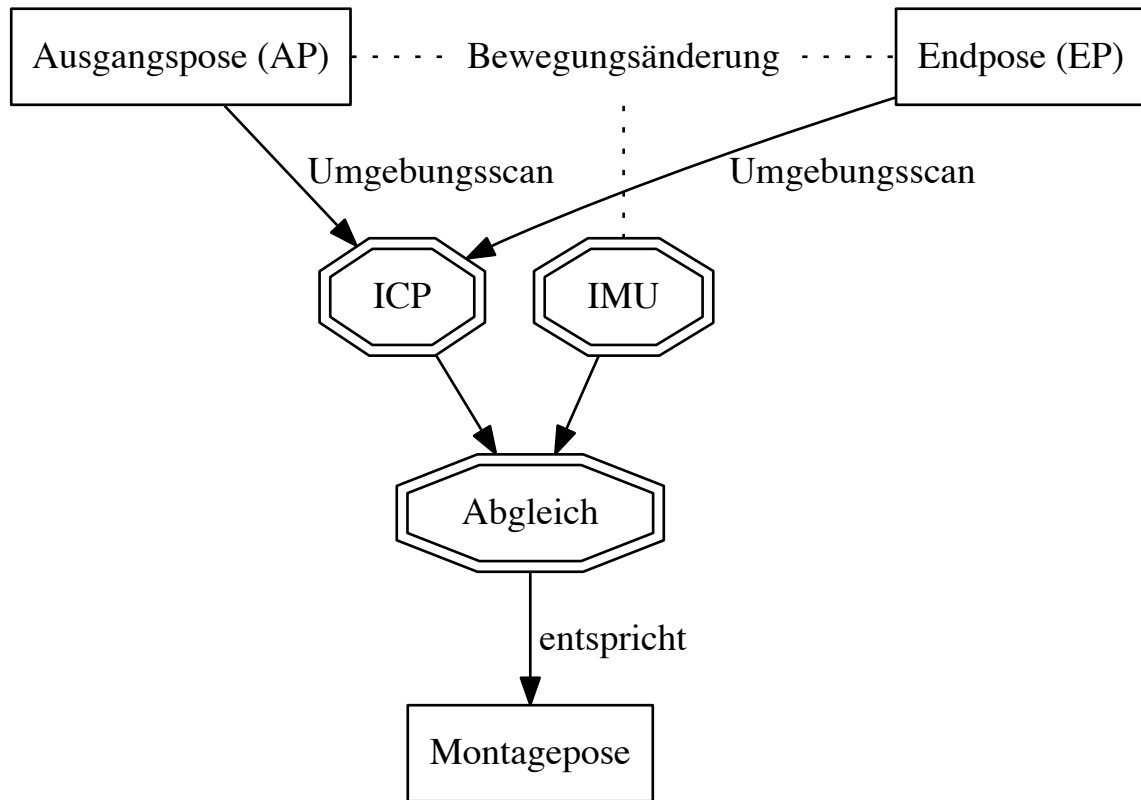 Ausgangspose (AP)
Bewegungsänderung
Endpose (EP)
Umgebungsscan
Umgebungsscan
ICP
IMU
Abgleich
entspricht
Montagepose